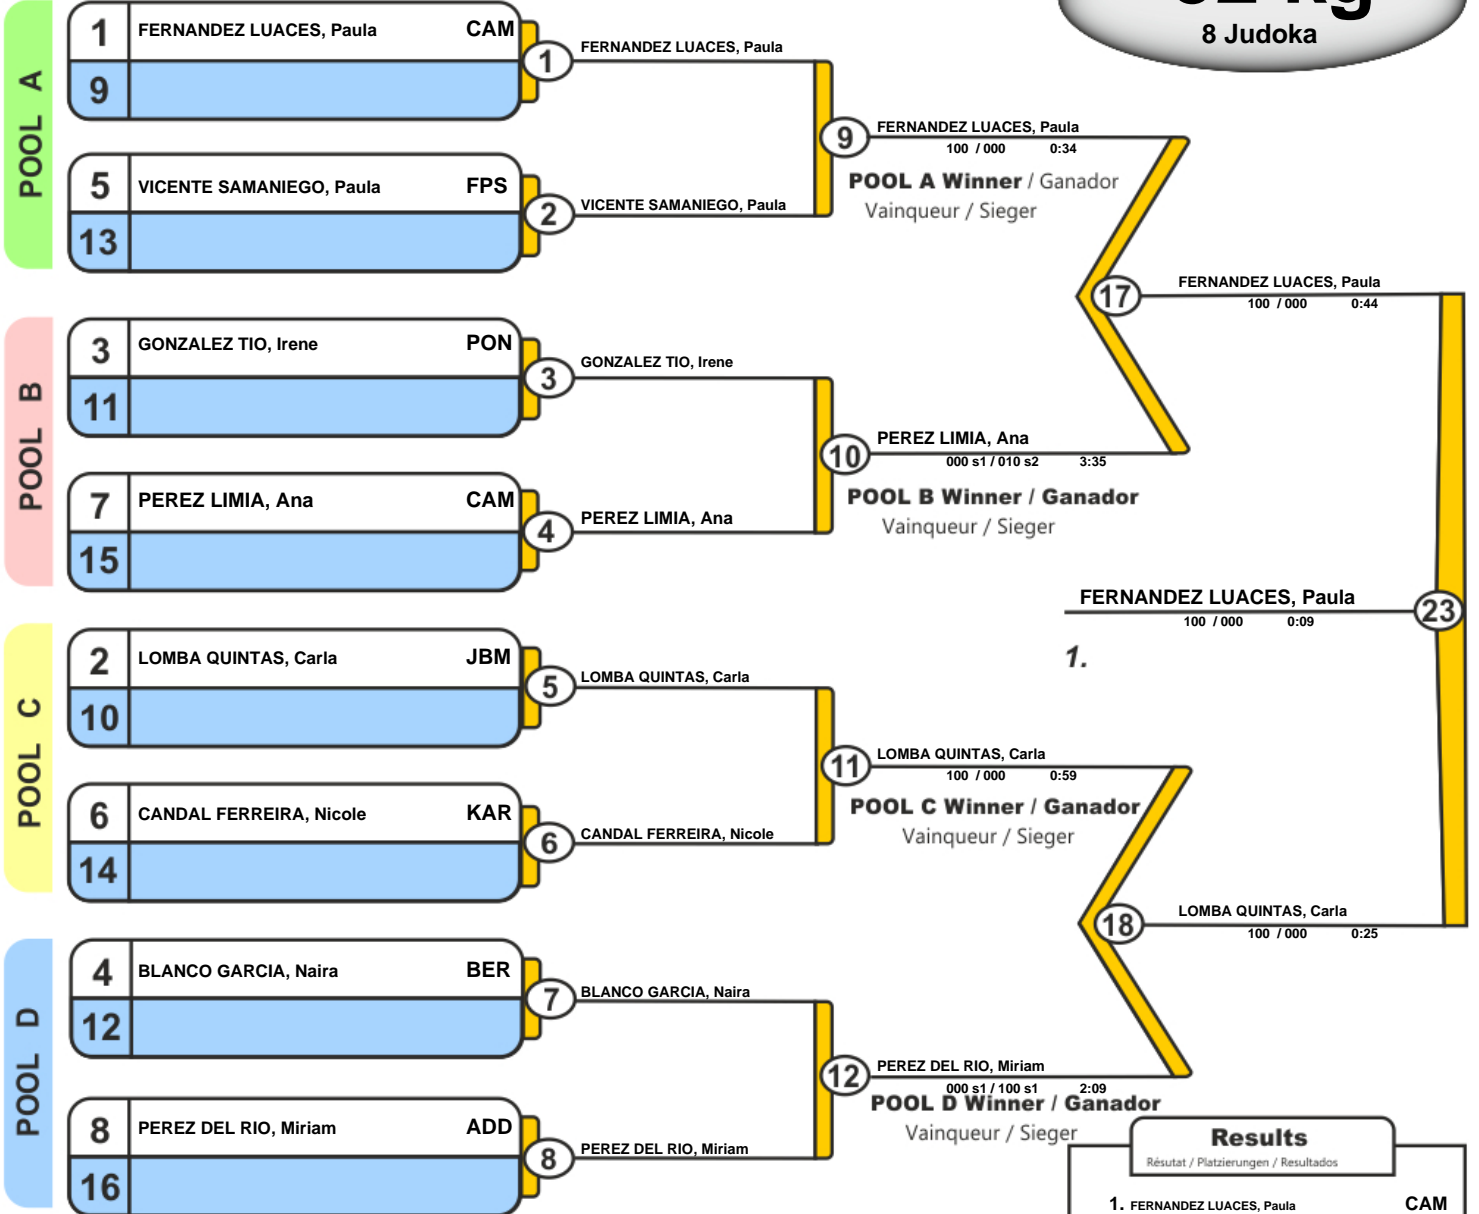 8 Judoka
POOL A
1 FERNANDEZ LUACES, Paula CAM
9
1
FERNANDEZ LUACES, Paula
5 VICENTE SAMANIEGO, Paula FPS
13
2
VICENTE SAMANIEGO, Paula
9
FERNANDEZ LUACES, Paula
100 / 000 0:34
POOL A Winner / Ganador
Vainqueur / Sieger
POOL B
3 GONZALEZ TIO, Irene PON
11
3
GONZALEZ TIO, Irene
7 PEREZ LIMIA, Ana CAM
15
4
PEREZ LIMIA, Ana
10
PEREZ LIMIA, Ana
000 s1 / 010 s2 3:35
POOL B Winner / Ganador
Vainqueur / Sieger
17
FERNANDEZ LUACES, Paula
100 / 000 0:44
FERNANDEZ LUACES, Paula
100 / 000 0:09
23
1.
POOL C
2 LOMBA QUINTAS, Carla JBM
10
5
LOMBA QUINTAS, Carla
6 CANDAL FERREIRA, Nicole KAR
14
6
CANDAL FERREIRA, Nicole
11
LOMBA QUINTAS, Carla
100 / 000 0:59
POOL C Winner / Ganador
Vainqueur / Sieger
18
LOMBA QUINTAS, Carla
100 / 000 0:25
POOL D
4 BLANCO GARCIA, Naira BER
12
7
BLANCO GARCIA, Naira
8 PEREZ DEL RIO, Miriam ADD
16
8
PEREZ DEL RIO, Miriam
12
PEREZ DEL RIO, Miriam
000 s1 / 100 s1 2:09
POOL D Winner / Ganador
Vainqueur / Sieger
Results
Résutat / Platzierungen / Resultados
1. FERNANDEZ LUACES, Paula CAM